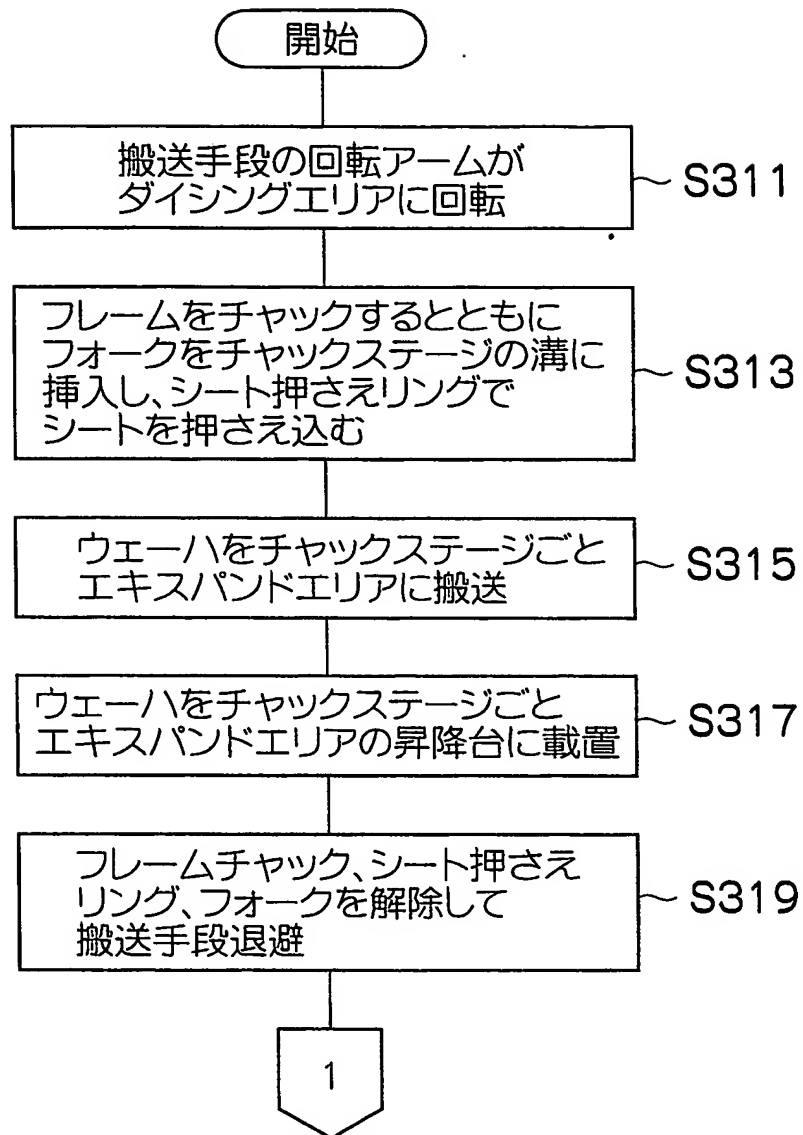 開始
搬送手段の回転アームが
ダイシングエリアに回転
S311
フレームをチャックするとともに
フォークをチャックステージの溝に
挿入し、シート押さえリングで
シートを押さえ込む
S313
ウェーハをチャックステージごと
エキスパンドエリアに搬送
S315
ウェーハをチャックステージごと
エキスパンドエリアの昇降台に載置
S317
フレームチャック、シート押さえ
リング、フォークを解除して
搬送手段退避
S319
1